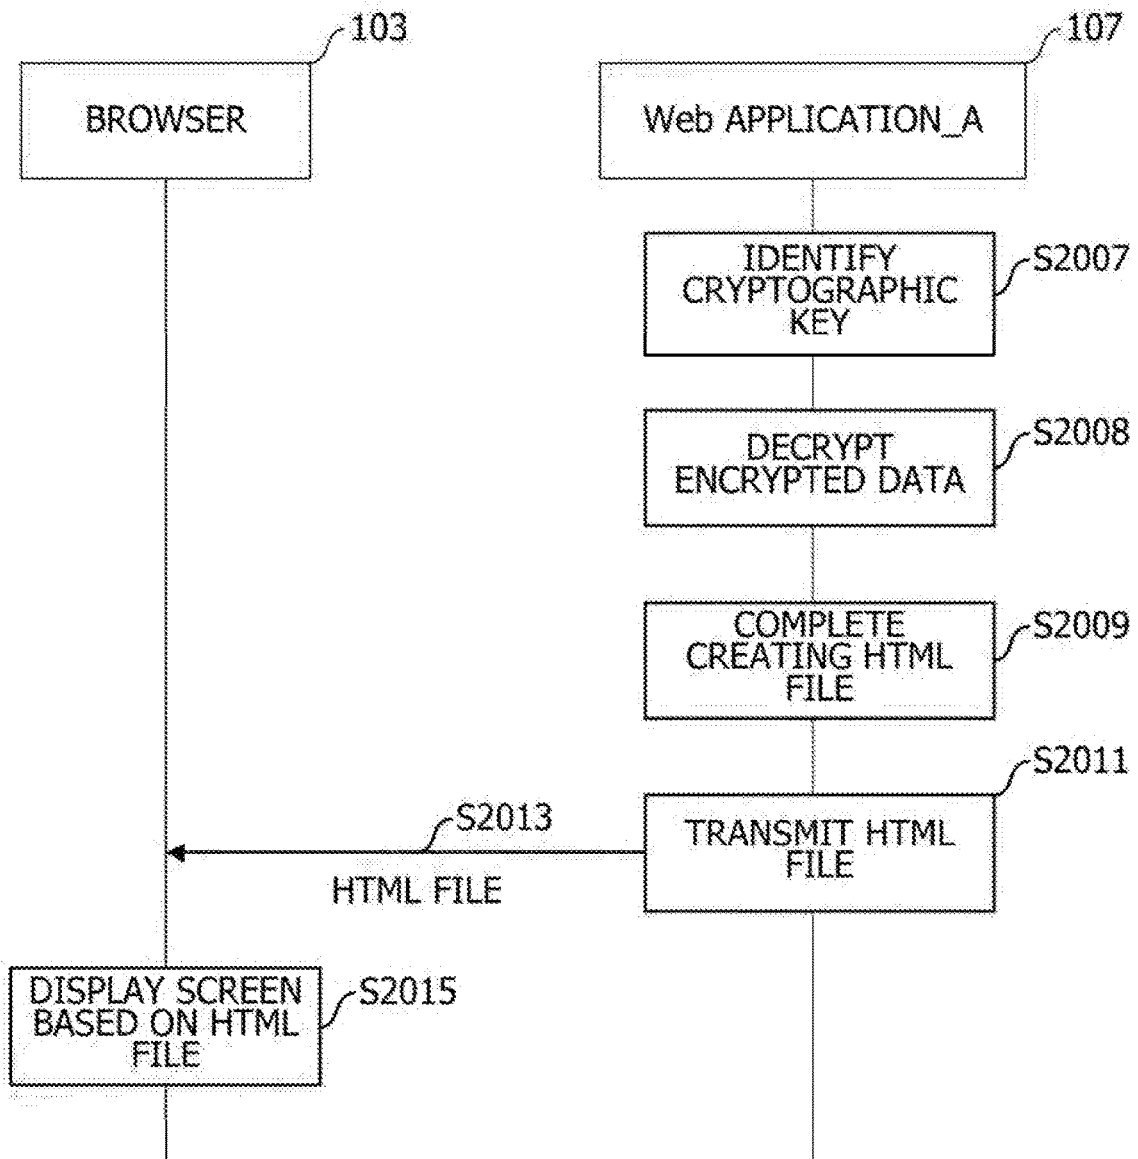 103
107
BROWSER
Web APPLICATION_A
IDENTIFY
CRYPTOGRAPHIC
KEY
S2007
DECRYPT
ENCRYPTED DATA
S2008
COMPLETE
CREATING HTML
FILE
S2009
S2011
TRANSMIT HTML
FILE
S2013
HTML FILE
DISPLAY SCREEN
BASED ON HTML
FILE
S2015